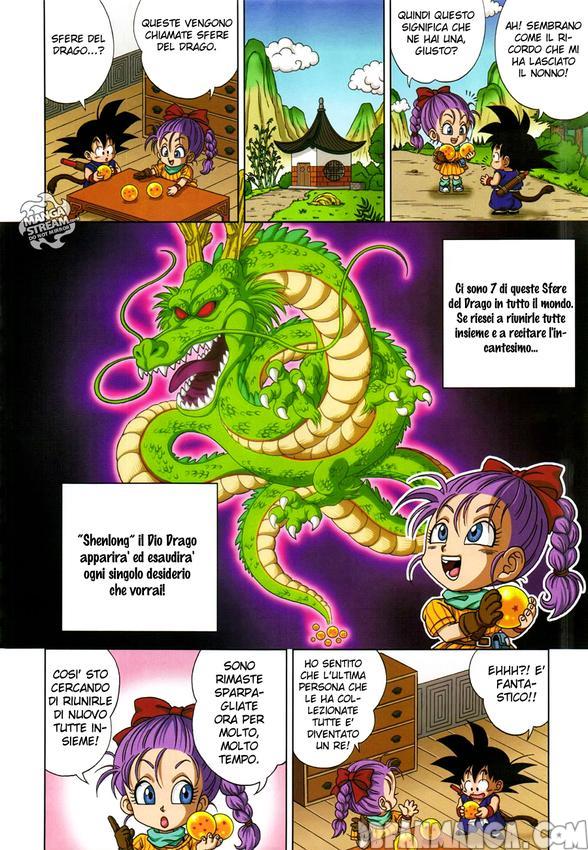 AH! SEMBRANO
COME IL RI-
CORDO CHE MI
HA LASCIATO
IL NONNO!
QUINDI QUESTO
SIGNIFICA CHE
NE HAI UNA,
GIUSTO?
QUESTE VENGONO
CHIAMATE SFERE
DEL DRAGO.
SFERE DEL
DRAGO...?
MANGA
STREAM
DO NOT MIRROR
Ci sono 7 di queste Sfere
del Drago in tutto il mondo.
Se riesci a riunirle tutte
insieme e a recitare l'in-
cantesimo...
"Shenlong" il Dio Drago
apparira' ed esaudira'
ogni singolo desiderio
che vorrai!
EHHH?! E'
FANTA-
STICO!!
HO SENTITO
CHE L'ULTIMA
PERSONA CHE
LE HA COL-
LEZIONATE
TUTTE E'
DIVENTATO
UN RE!
SONO
RIMASTE
SPARPA-
GLIATE
ORA PER
MOLTO,
MOLTO
TEMPO.
COSI' STO
CERCANDO
DI RIUNIRLE
DI NUOVO
TUTTE IN-
SIEME!
DBPANMANGA.COM